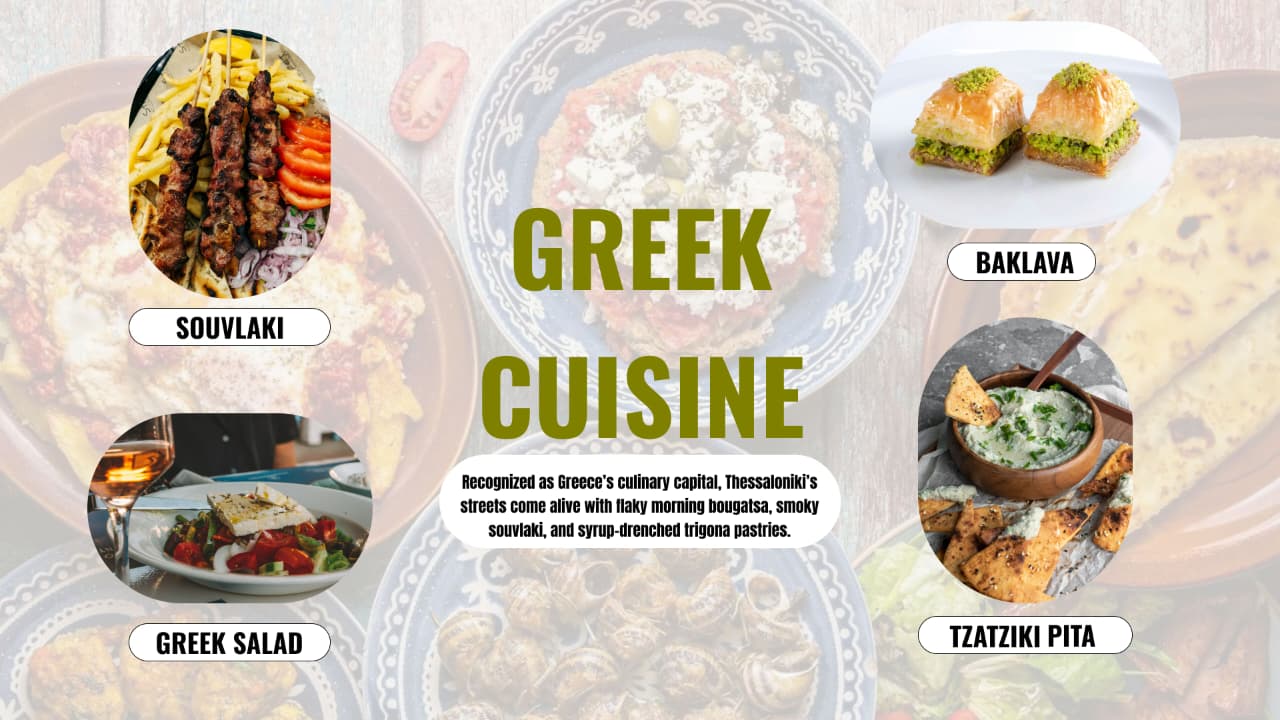 GREEK
CUISINE
Recognized as Greece’s culinary capital, Thessaloniki’s
streets come alive with flaky morning bougatsa, smoky
souvlaki, and syrup-drenched trigona pastries.
SOUVLAKI
GREEK SALAD
BAKLAVA
TZATZIKI PITA